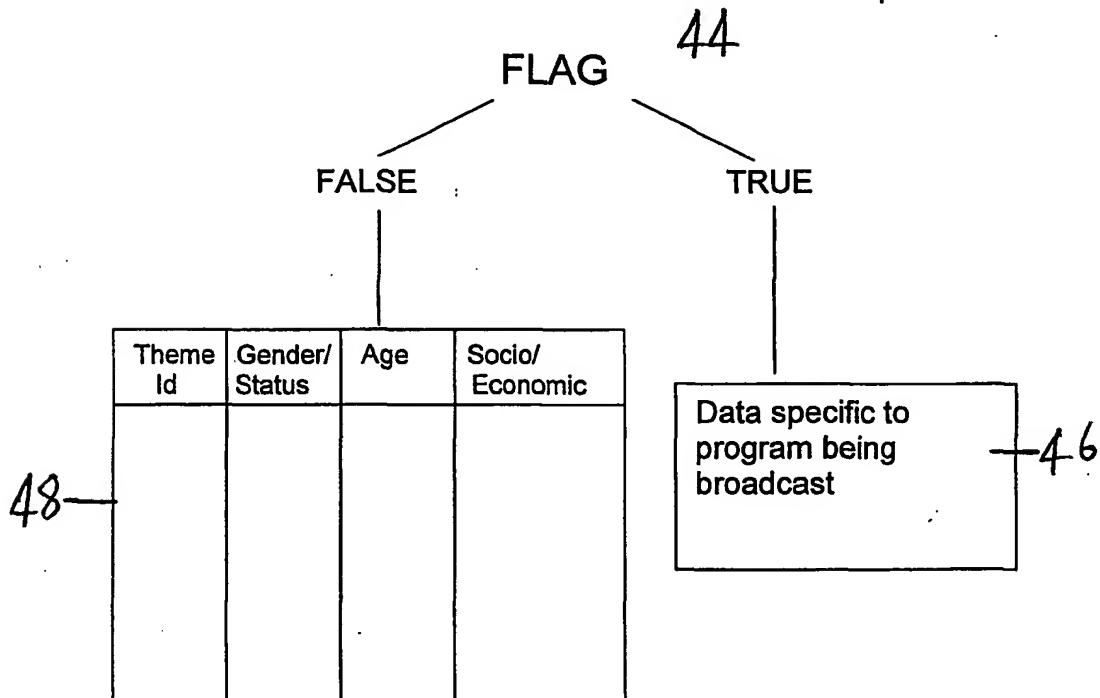 44
FLAG
FALSE
TRUE
Theme Id
Gender/ Status
Age
Socio/ Economic
Data specific to
program being
broadcast
46
48